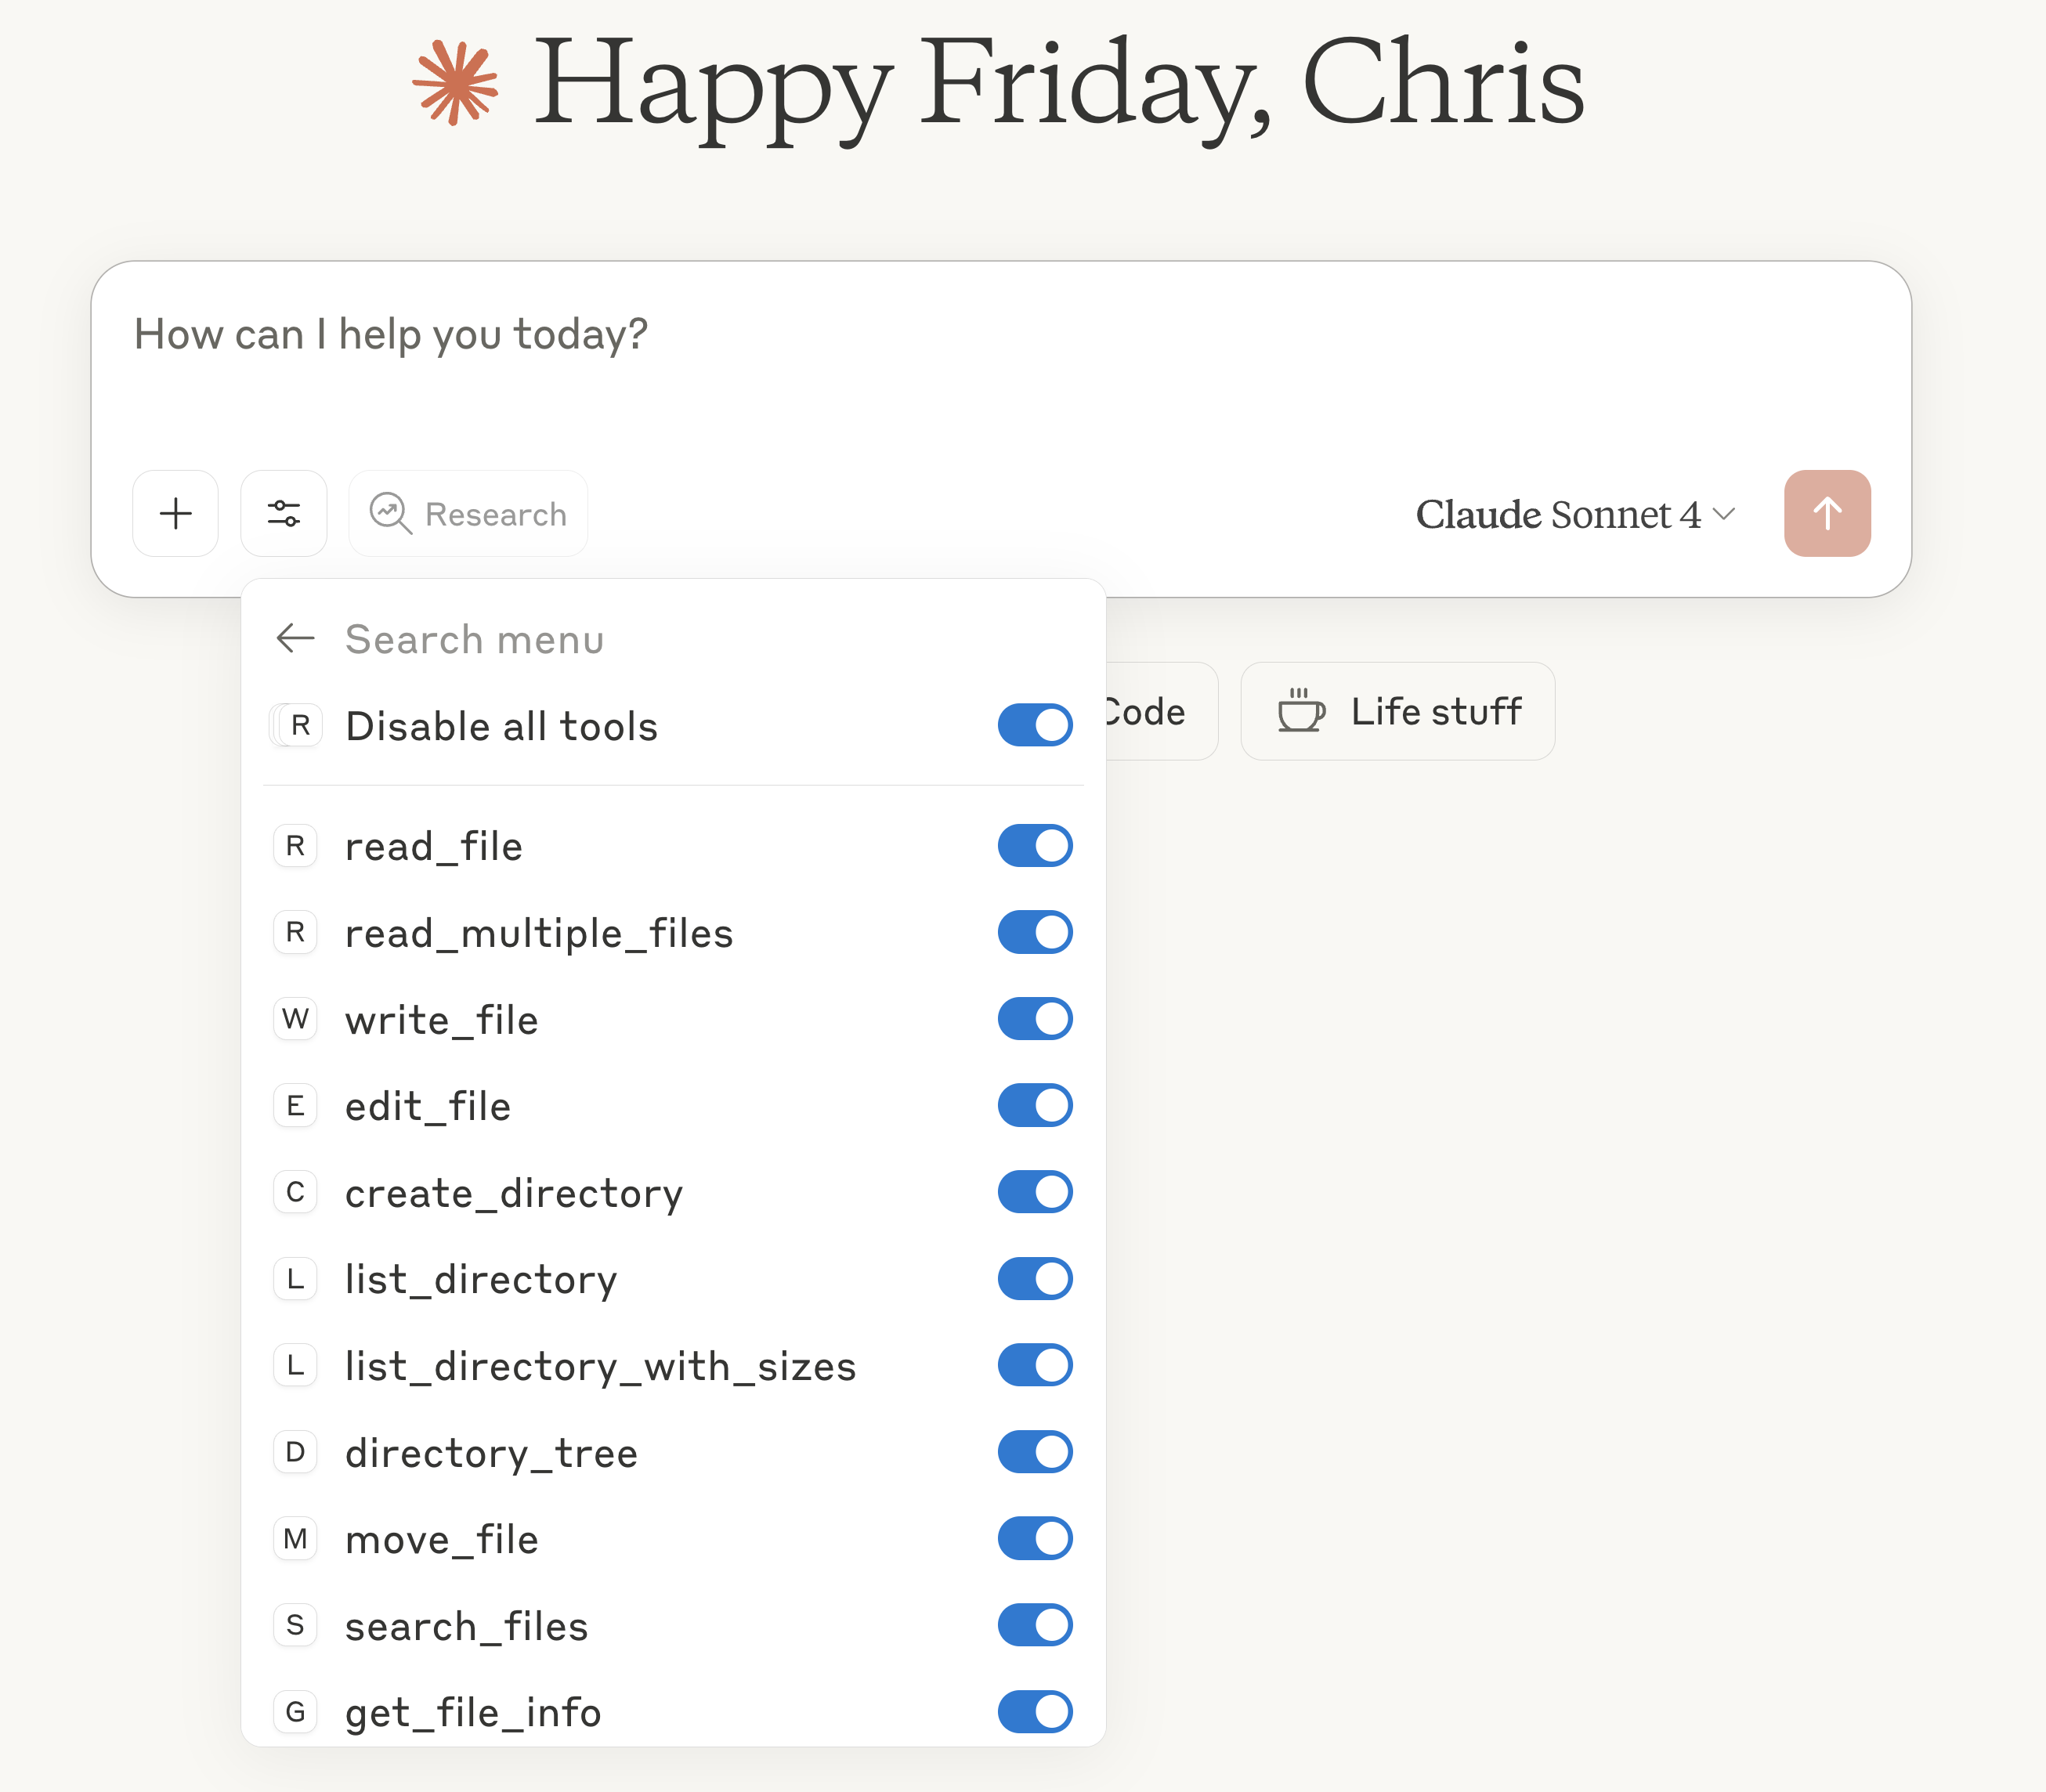 Happy Friday, Chris
How can I help you today?
Research
Claude Sonnet 4
Search menu
R Disable all tools
Code
Life stuff
R read_file
R read_multiple_files
W write_file
E edit_file
C create_directory
L list_directory
L list_directory_with_sizes
D directory_tree
M move_file
S search_files
G get_file_info